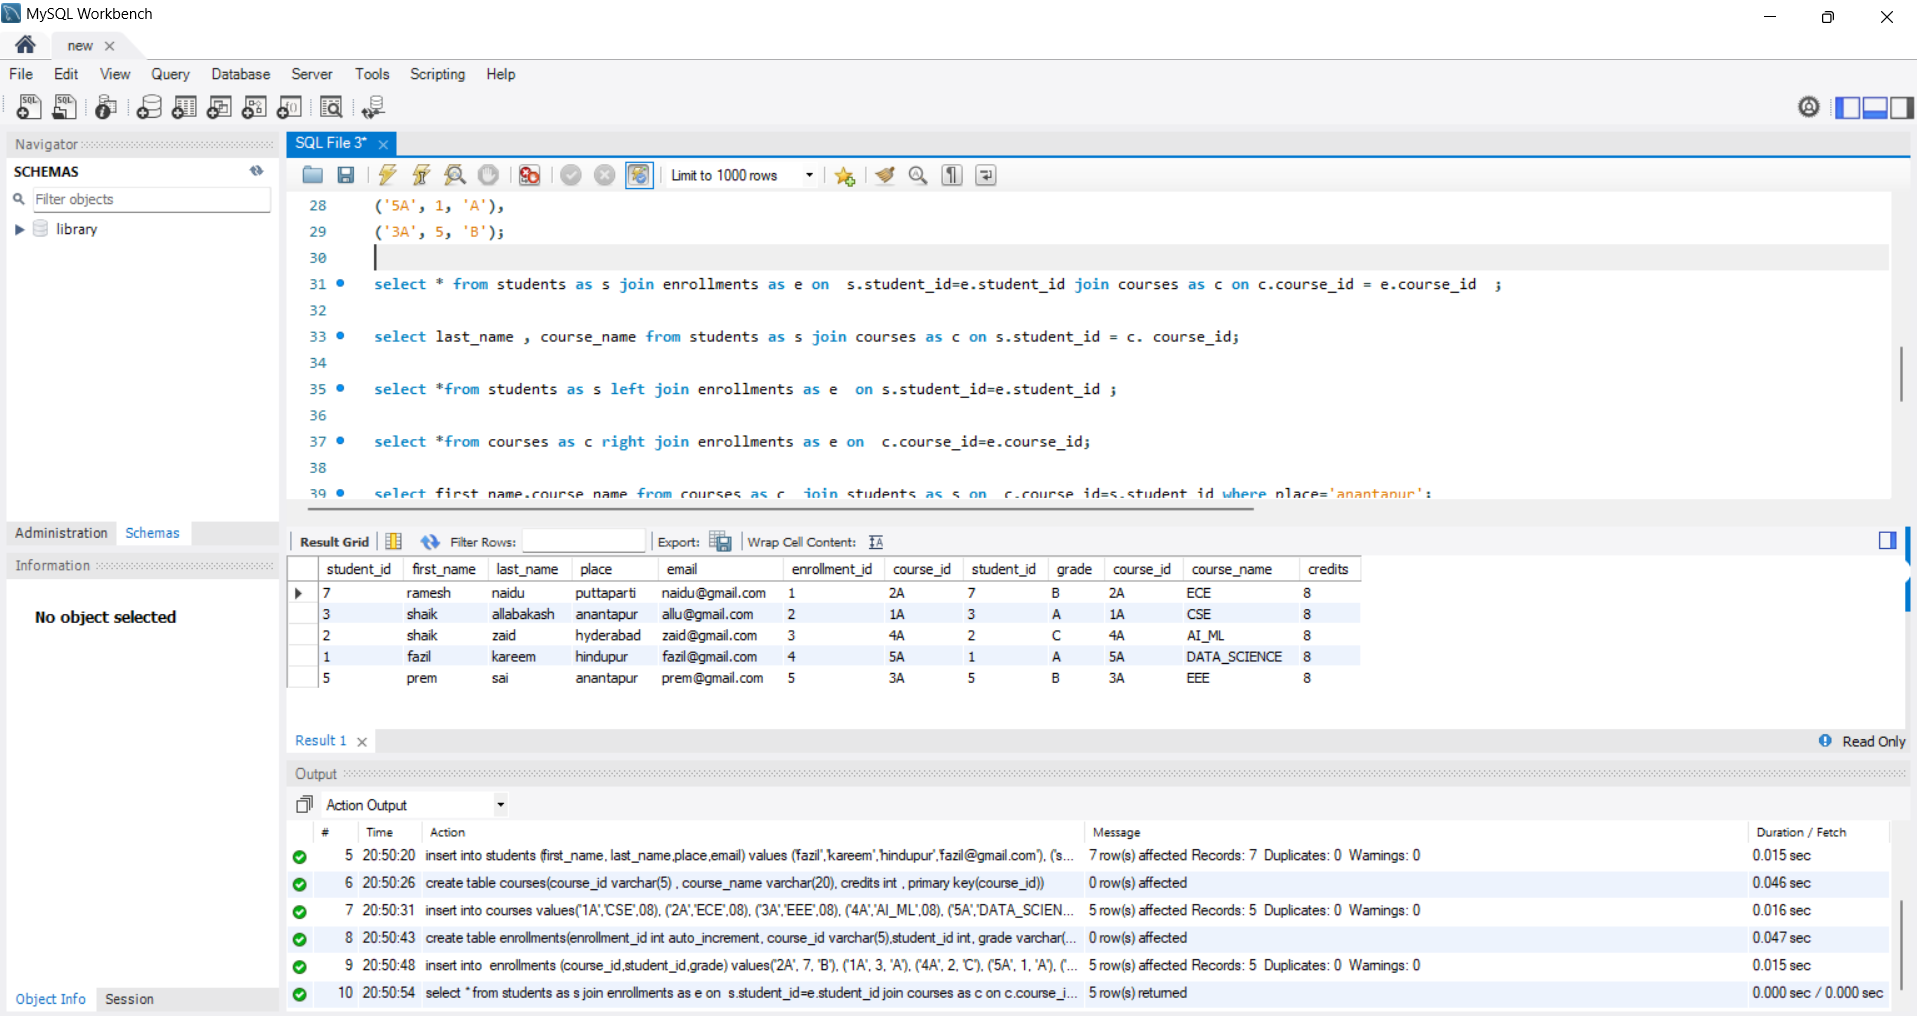 MySQL Workbench
new
File Edit View Query Database Server Tools Scripting Help
Navigator
SCHEMAS
Filter objects
library
Administration Schemas
Information
No object selected
Object Info Session
SQL File 3*
Limit to 1000 rows
28 ('5A', 1, 'A'),
29 ('3A', 5, 'B');
30
31 select * from students as s join enrollments as e on  s.student_id=e.student_id join courses as c on c.course_id = e.course_id  ;
32
33 select last_name , course_name from students as s join courses as c on s.student_id = c. course_id;
34
35 select *from students as s left join enrollments as e  on s.student_id=e.student_id ;
36
37 select *from courses as c right join enrollments as e on  c.course_id=e.course_id;
38
39 select first_name,course_name from courses as c  join students as s on  c.course_id=s.student_id where place='anantapur';
Result Grid Filter Rows: Export: Wrap Cell Content:
student_id first_name last_name place email enrollment_id course_id student_id grade course_id course_name credits
7 ramesh naidu puttaparti naidu@gmail.com 1 2A 7 B 2A ECE 8
3 shaik allabakash anantapur allu@gmail.com 2 1A 3 A 1A CSE 8
2 shaik zaid hyderabad zaid@gmail.com 3 4A 2 C 4A AI_ML 8
1 fazil kareem hindupur fazil@gmail.com 4 5A 1 A 5A DATA_SCIENCE 8
5 prem sai anantapur prem@gmail.com 5 3A 5 B 3A EEE 8
Result 1 Read Only
Output
Action Output
# Time Action Message Duration / Fetch
5 20:50:20 insert into students (first_name, last_name,place,email) values ('fazil','kareem','hindupur','fazil@gmail.com'), ('s... 7 row(s) affected Records: 7  Duplicates: 0  Warnings: 0 0.015 sec
6 20:50:26 create table courses(course_id varchar(5) , course_name varchar(20), credits int , primary key(course_id)) 0 row(s) affected 0.046 sec
7 20:50:31 insert into courses values('1A','CSE',08), ('2A','ECE',08), ('3A','EEE',08), ('4A','AI_ML',08), ('5A','DATA_SCIEN... 5 row(s) affected Records: 5  Duplicates: 0  Warnings: 0 0.016 sec
8 20:50:43 create table enrollments(enrollment_id int auto_increment, course_id varchar(5),student_id int, grade varchar(... 0 row(s) affected 0.047 sec
9 20:50:48 insert into  enrollments (course_id,student_id,grade) values('2A', 7, 'B'), ('1A', 3, 'A'), ('4A', 2, 'C'), ('5A', 1, 'A'), ('... 5 row(s) affected Records: 5  Duplicates: 0  Warnings: 0 0.015 sec
10 20:50:54 select * from students as s join enrollments as e on  s.student_id=e.student_id join courses as c on c.course_i... 5 row(s) returned 0.000 sec / 0.000 sec